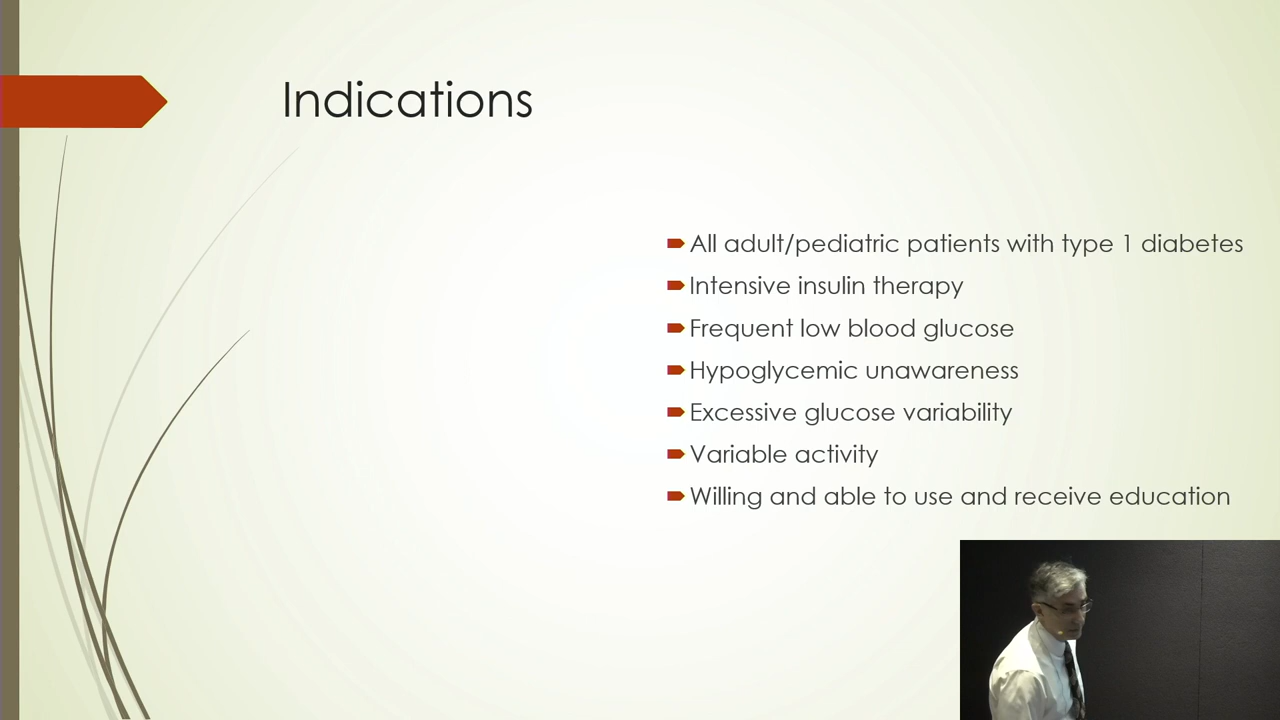 Indications
All adult/pediatric patients with type 1 diabetes
Intensive insulin therapy
Frequent low blood glucose
Hypoglycemic unawareness
Excessive glucose variability
Variable activity
Willing and able to use and receive education